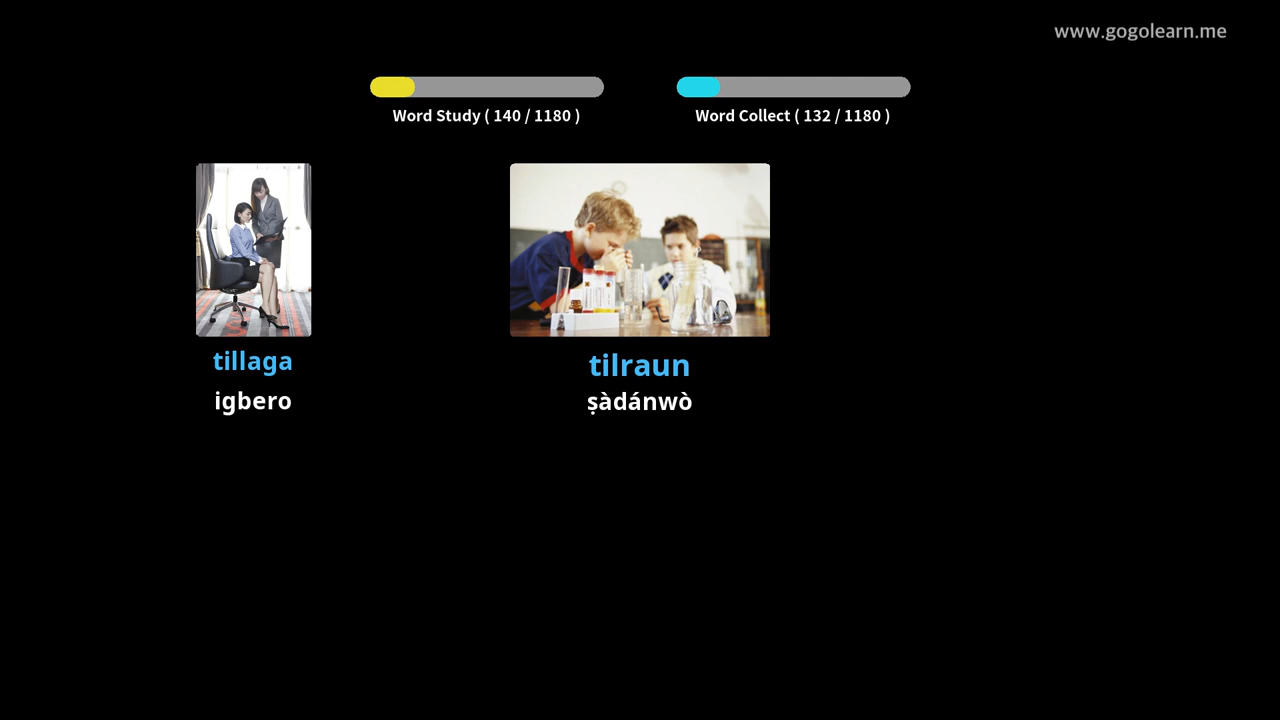 www.gogolearn.me
Word Study ( 140 / 1180 )
Word Collect ( 132 / 1180 )
tillaga
igbero
tilraun
ṣàdánwò